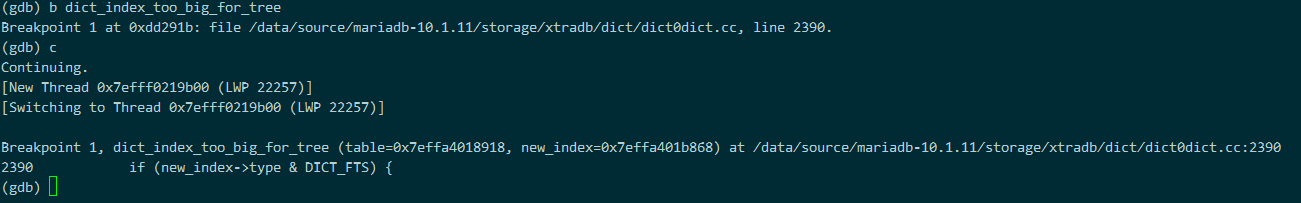 (gdb) b dict_index_too_big_for_tree
Breakpoint 1 at 0xdd291b: file /data/source/mariadb-10.1.11/storage/xtradb/dict/dict0dict.cc, line 2390.
(gdb) c
Continuing.
[New Thread 0x7efff0219b00 (LWP 22257)]
[Switching to Thread 0x7efff0219b00 (LWP 22257)]
Breakpoint 1, dict_index_too_big_for_tree (table=0x7effa4018918, new_index=0x7effa401b868) at /data/source/mariadb-10.1.11/storage/xtradb/dict/dict0dict.cc:2390
2390            if (new_index->type & DICT_FTS) {
(gdb)